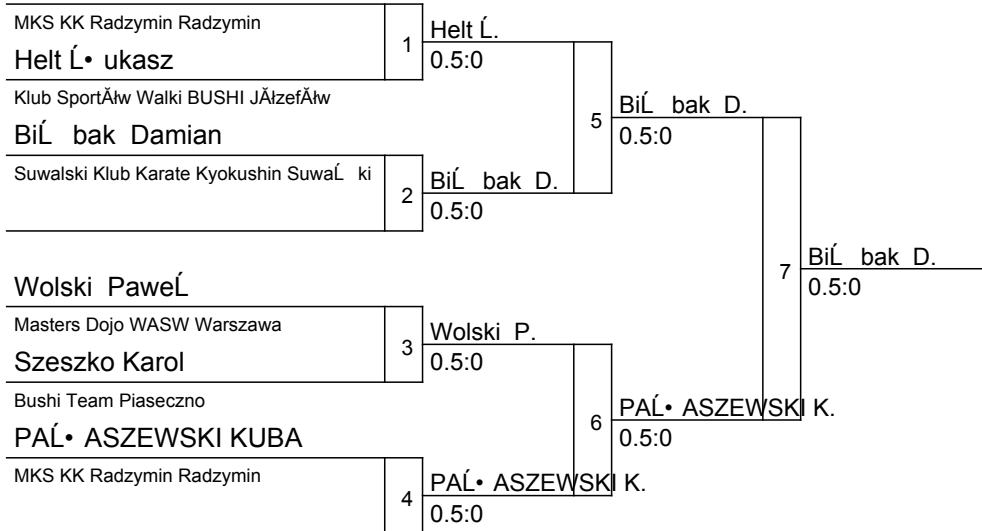 MKS KK Radzymin Radzymin
Helt Ĺ• ukasz
1
Helt Ĺ.
0.5:0
Klub SportĂłw Walki BUSHI JĂłzefĂłw
BiĹ bak Damian
5
BiĹ bak D.
0.5:0
Suwalski Klub Karate Kyokushin SuwaĹ ki
2
BiĹ bak D.
0.5:0
7
BiĹ bak D.
0.5:0
Wolski PaweĹ
Masters Dojo WASW Warszawa
3
Wolski P.
0.5:0
Szeszko Karol
Bushi Team Piaseczno
6
PAĹ• ASZEWSKI K.
0.5:0
PAĹ• ASZEWSKI KUBA
MKS KK Radzymin Radzymin
4
PAĹ• ASZEWSKI K.
0.5:0